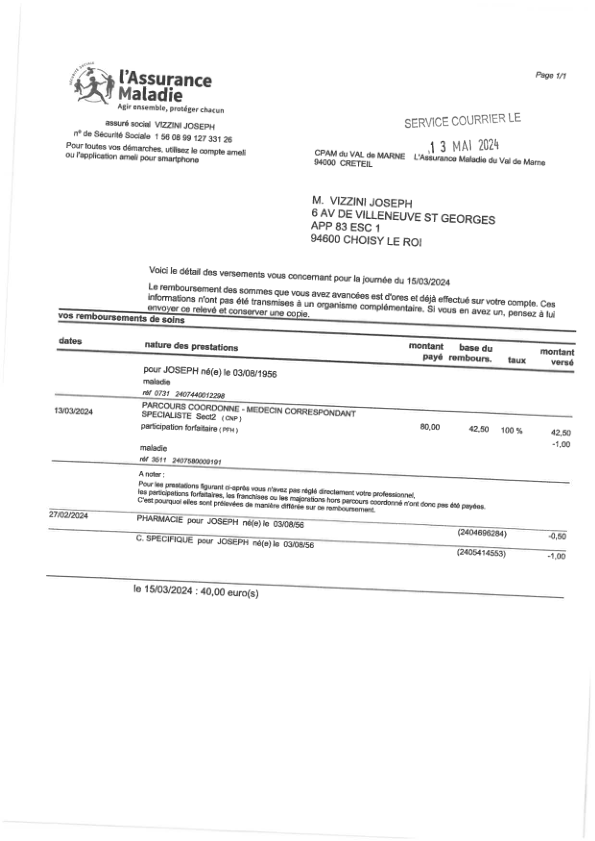 Page 1/1
SECURITE SOCIALE
l'Assurance
Maladie
Agir ensemble, protéger chacun
assuré social VIZZINI JOSEPH
n° de Sécurité Sociale 1 56 08 99 127 331 26
Pour toutes vos démarches, utilisez le compte ameli
ou l'application ameli pour smartphone
SERVICE COURRIER LE
13 MAI 2024
CPAM du VAL de MARNE L'Assurance Maladie du Val de Marne
94000 CRETEIL
M. VIZZINI JOSEPH
6 AV DE VILLENEUVE ST GEORGES
APP 83 ESC 1
94600 CHOISY LE ROI
Voici le détail des versements vous concernant pour la journée du 15/03/2024
Le remboursement des sommes que vous avez avancées est d'ores et déjà effectué sur votre compte. Ces
informations n'ont pas été transmises à un organisme complémentaire. Si vous en avez un, pensez à lui
envoyer ce relevé et conserver une copie.
vos remboursements de soins
dates nature des prestations montant payé base du rembours. taux montant versé
pour JOSEPH né(e) le 03/08/1956
maladie
réf 0731 2407440012298
13/03/2024 PARCOURS COORDONNE - MEDECIN CORRESPONDANT
SPECIALISTE Sect2 (CNP) 80,00 42,50 100 % 42,50
participation forfaitaire (PFH) -1,00
maladie
réf 3611 2407580009191
A noter :
Pour les prestations figurant ci-après vous n'avez pas réglé directement votre professionnel,
les participations forfaitaires, les franchises ou les majorations hors parcours coordonné n'ont donc pas été payées.
C'est pourquoi elles sont prélevées de manière différée sur ce remboursement.
27/02/2024 PHARMACIE pour JOSEPH né(e) le 03/08/56 (2404696284) -0,50
C. SPECIFIQUE pour JOSEPH né(e) le 03/08/56 (2405414553) -1,00
le 15/03/2024 : 40,00 euro(s)